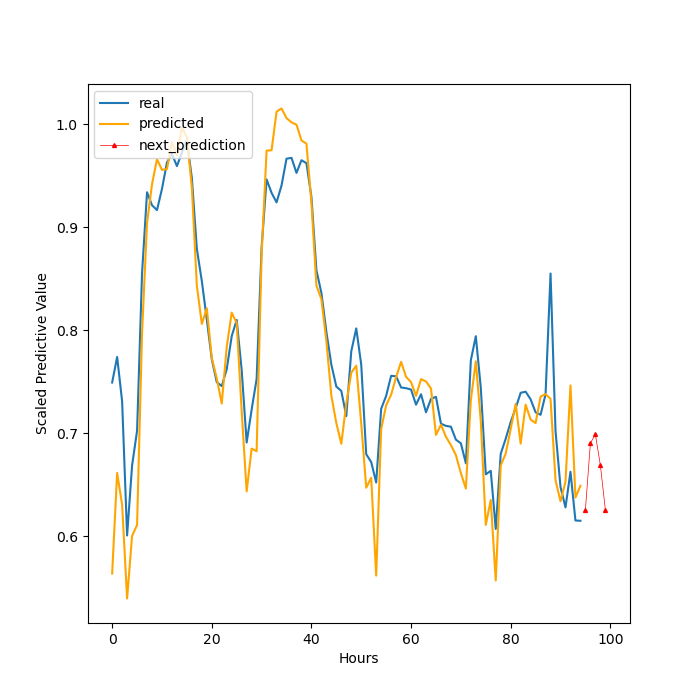 real
predicted
next_prediction
1.0
0.9
0.8
0.7
0.6
Scaled Predictive Value
0 20 40 60 80 100
Hours